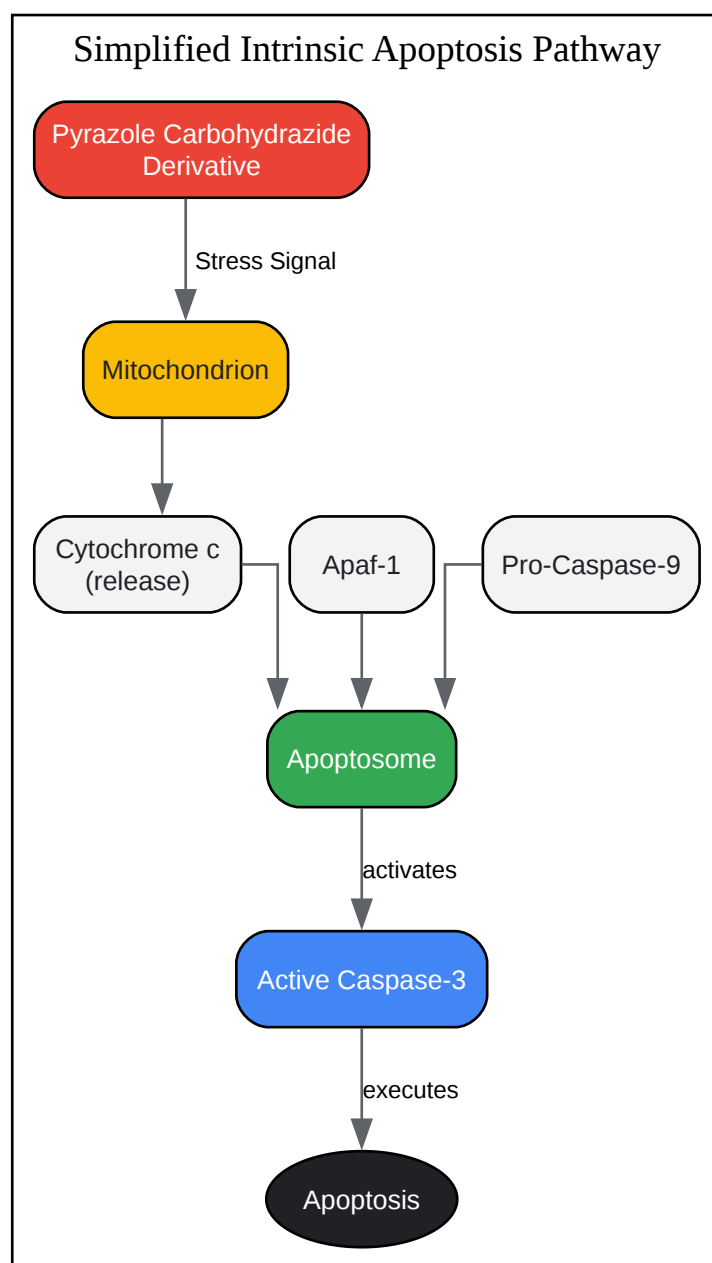 Simplified Intrinsic Apoptosis Pathway
Pyrazole Carbohydrazide
Derivative
Stress Signal
Mitochondrion
Cytochrome c
(release)
Apaf-1
Pro-Caspase-9
Apoptosome
activates
Active Caspase-3
executes
Apoptosis